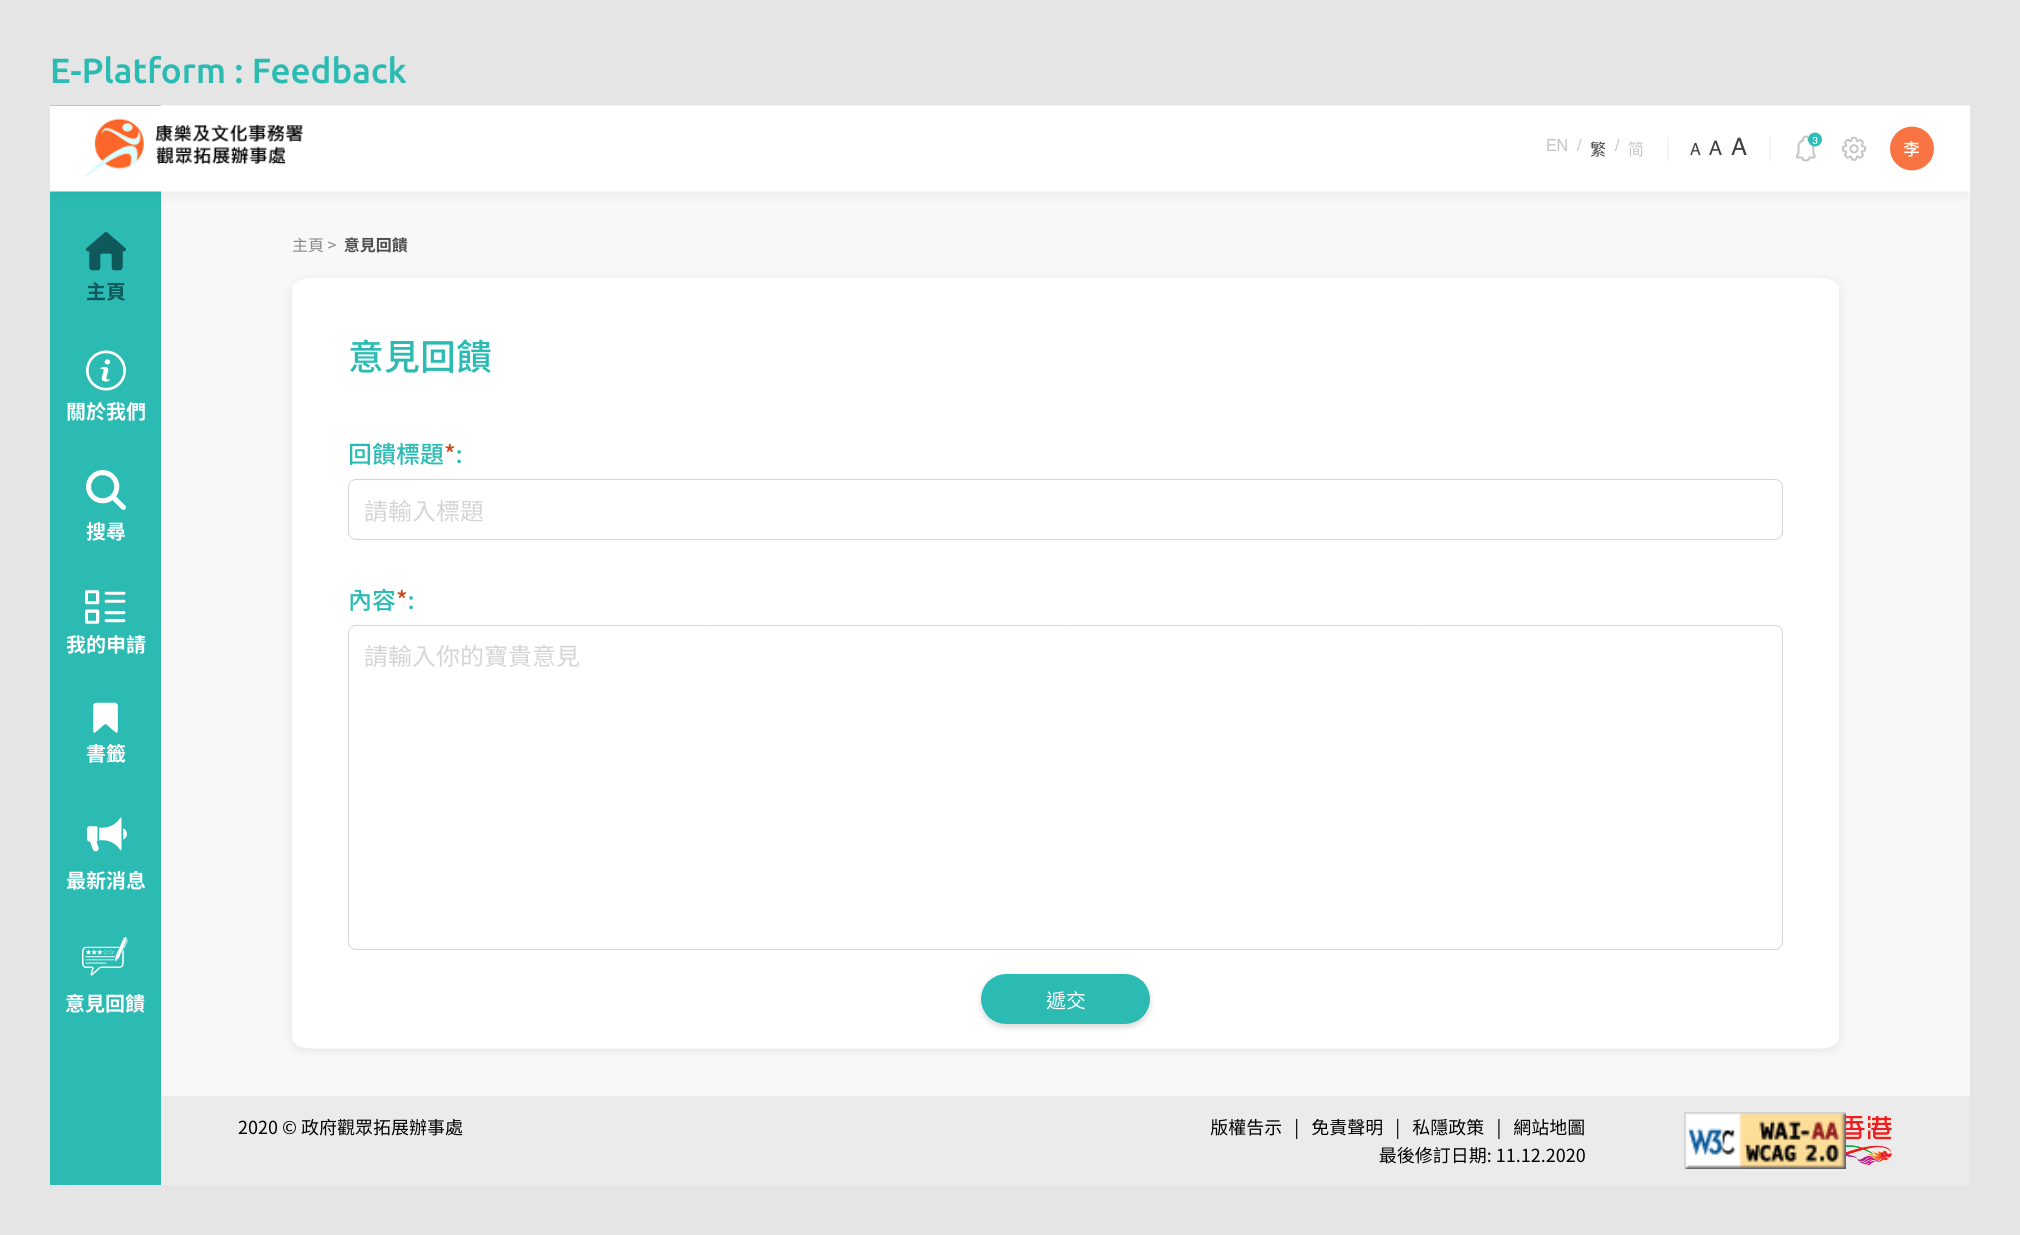 E-Platform : Feedback
康樂及文化事務署
觀眾拓展辦事處
EN / 繁 / 简
A A A
3
李
主頁
關於我們
搜尋
我的申請
書籤
最新消息
意見回饋
主頁 > 意見回饋
意見回饋
回饋標題*:
請輸入標題
內容*:
請輸入你的寶貴意見
遞交
2020 © 政府觀眾拓展辦事處
版權告示 | 免責聲明 | 私隱政策 | 網站地圖
最後修訂日期: 11.12.2020
W3C WAI-AA
WCAG 2.0
香港